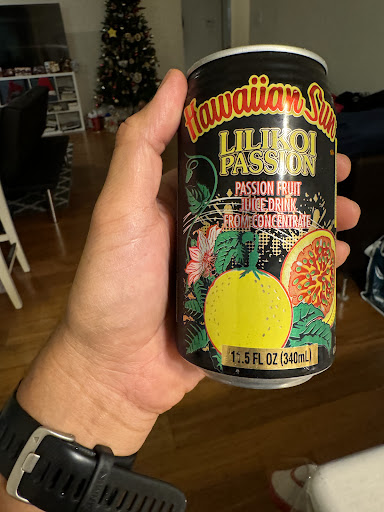 Hawaiian Sun
LILIKOI
PASSION
PASSION FRUIT
JUICE DRINK
FROM CONCENTRATE
11.5 FL OZ (340mL)